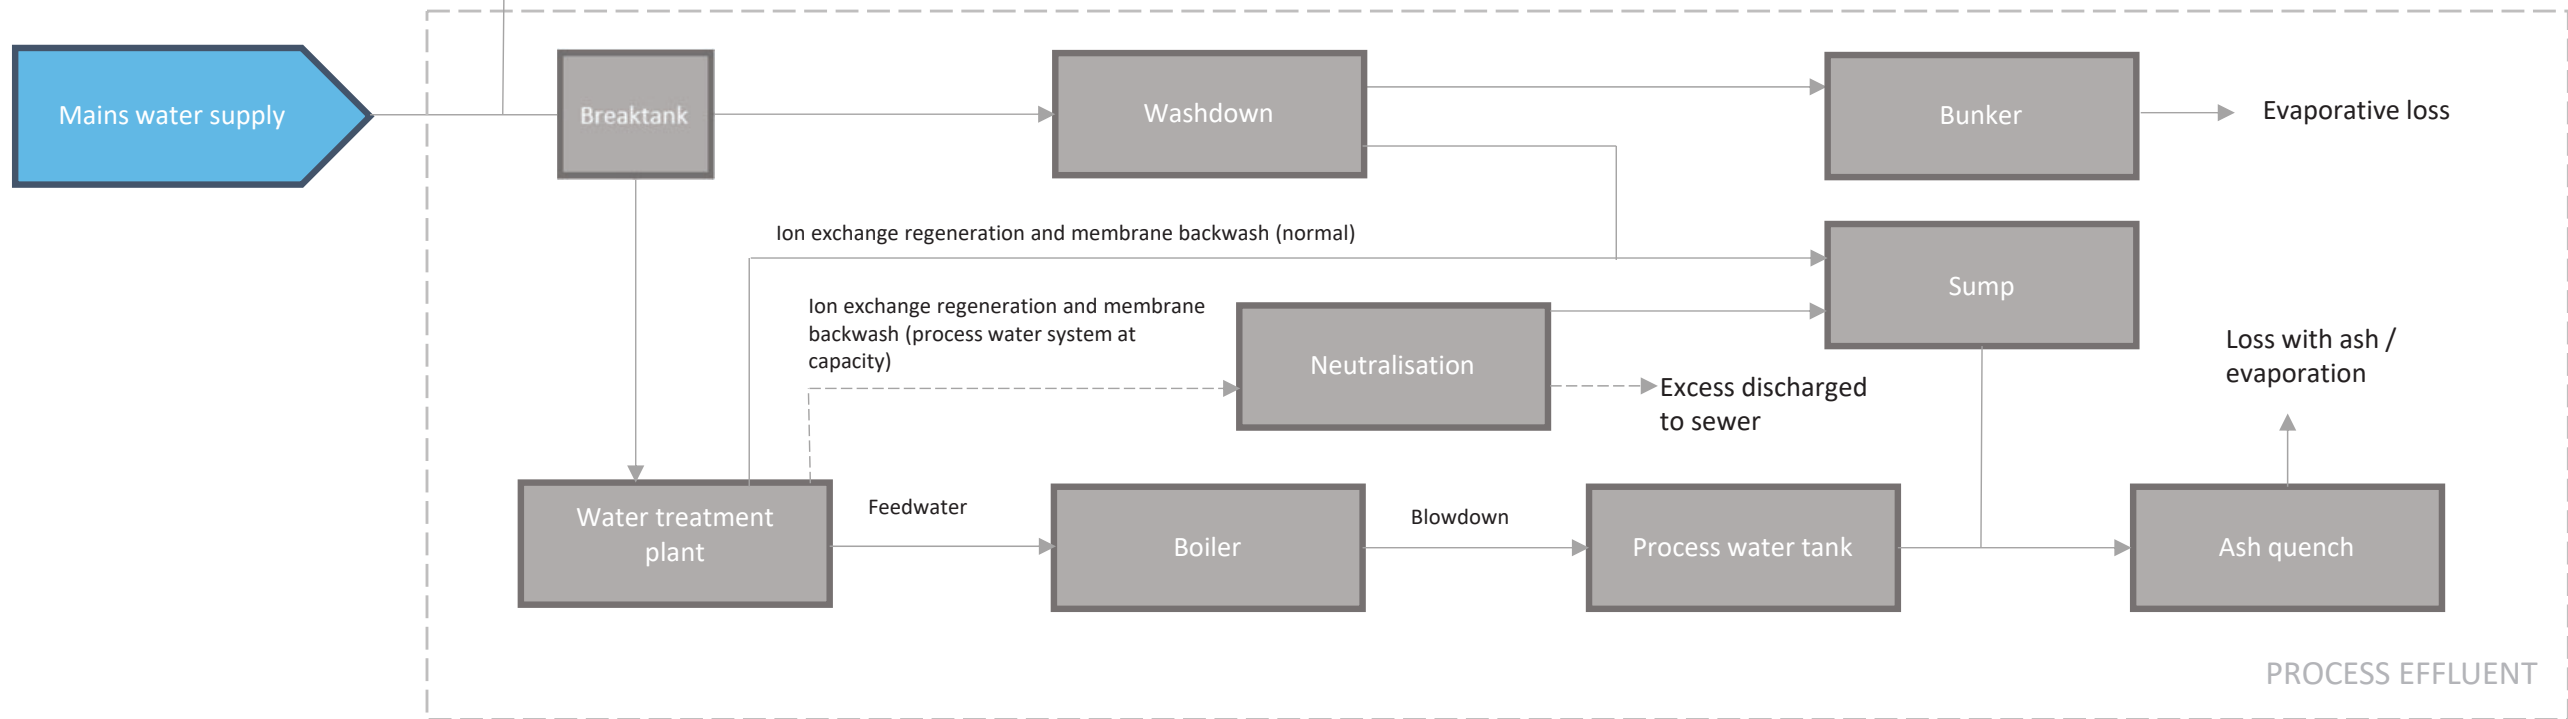 Mains water supply
Breaktank
Washdown
Bunker
Evaporative loss
Ion exchange regeneration and membrane backwash (normal)
Sump
Ion exchange regeneration and membrane
backwash (process water system at
capacity)
Neutralisation
Excess discharged
to sewer
Loss with ash /
evaporation
Water treatment
plant
Feedwater
Boiler
Blowdown
Process water tank
Ash quench
PROCESS EFFLUENT